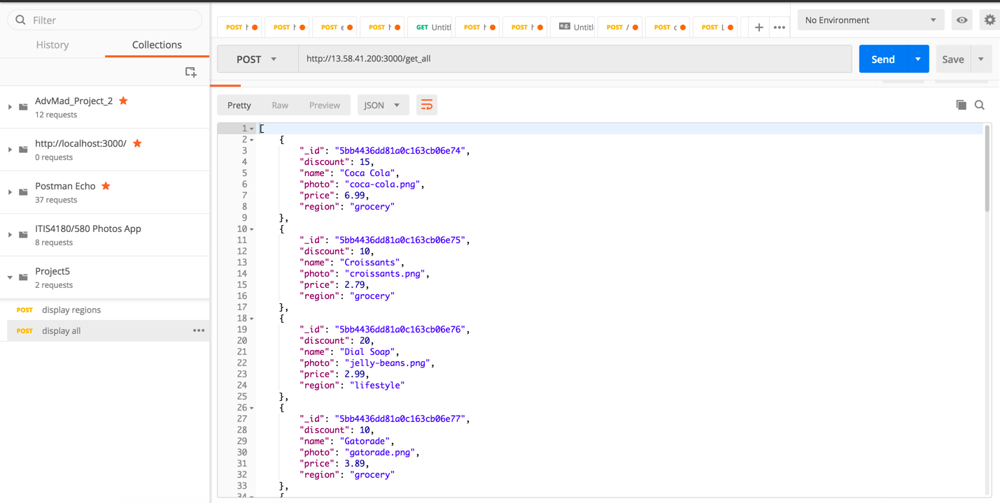 Filter
History
Collections
AdvMad_Project_2
12 requests
http://localhost:3000/
0 requests
Postman Echo
37 requests
ITIS4180/580 Photos App
8 requests
Project5
2 requests
POST display regions
POST display all
POST POST POST POST GET Untitl POST POST e.g. Untitl POST / POST POST No Environment
POST http://13.58.41.200:3000/get_all Send Save
Pretty Raw Preview JSON
1 [
2 {
3 "_id": "5bb4436dd81a0c163cb06e74",
4 "discount": 15,
5 "name": "Coca Cola",
6 "photo": "coca-cola.png",
7 "price": 6.99,
8 "region": "grocery"
9 },
10 {
11 "_id": "5bb4436dd81a0c163cb06e75",
12 "discount": 10,
13 "name": "Croissants",
14 "photo": "croissants.png",
15 "price": 2.79,
16 "region": "grocery"
17 },
18 {
19 "_id": "5bb4436dd81a0c163cb06e76",
20 "discount": 20,
21 "name": "Dial Soap",
22 "photo": "jelly-beans.png",
23 "price": 2.99,
24 "region": "lifestyle"
25 },
26 {
27 "_id": "5bb4436dd81a0c163cb06e77",
28 "discount": 10,
29 "name": "Gatorade",
30 "photo": "gatorade.png",
31 "price": 3.89,
32 "region": "grocery"
33 },
34 {